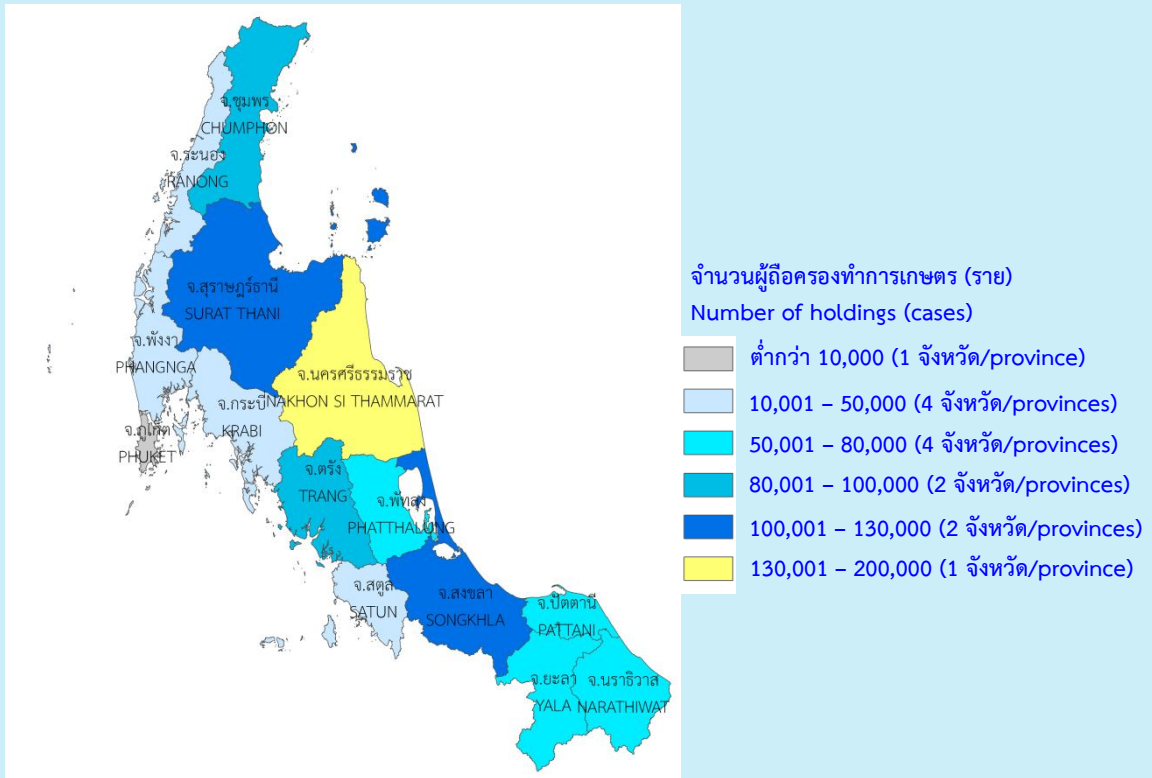 จ.ชุมพร
CHUMPHON
จ.ระนอง
RANONG
จ.สุราษฎร์ธานี
SURAT THANI
จ.พังงา
PHANGNGA
จ.นครศรีธรรมราช
NAKHON SI THAMMARAT
จ.กระบี่
KRABI
จ.ภูเก็ต
PHUKET
จ.ตรัง
TRANG
จ.พัทลุง
PHATTHALUNG
จ.สตูล
SATUN
จ.สงขลา
SONGKHLA
จ.ปัตตานี
PATTANI
จ.ยะลา
YALA
จ.นราธิวาส
NARATHIWAT
จำนวนผู้ถือครองทำการเกษตร (ราย)
Number of holdings (cases)
ต่ำกว่า 10,000 (1 จังหวัด/province)
10,001 – 50,000 (4 จังหวัด/provinces)
50,001 – 80,000 (4 จังหวัด/provinces)
80,001 – 100,000 (2 จังหวัด/provinces)
100,001 – 130,000 (2 จังหวัด/provinces)
130,001 – 200,000 (1 จังหวัด/province)